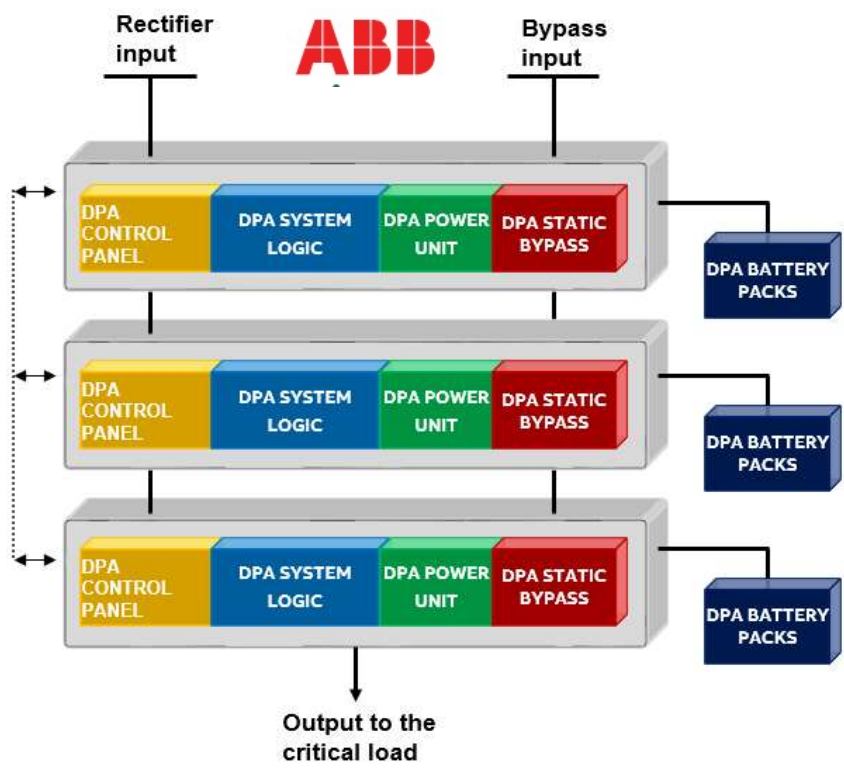 Rectifier
input
ABB
Bypass
input
DPA
CONTROL
PANEL
DPA SYSTEM
LOGIC
DPA POWER
UNIT
DPA STATIC
BYPASS
DPA BATTERY
PACKS
DPA
CONTROL
PANEL
DPA SYSTEM
LOGIC
DPA POWER
UNIT
DPA STATIC
BYPASS
DPA BATTERY
PACKS
DPA
CONTROL
PANEL
DPA SYSTEM
LOGIC
DPA POWER
UNIT
DPA STATIC
BYPASS
DPA BATTERY
PACKS
Output to the
critical load